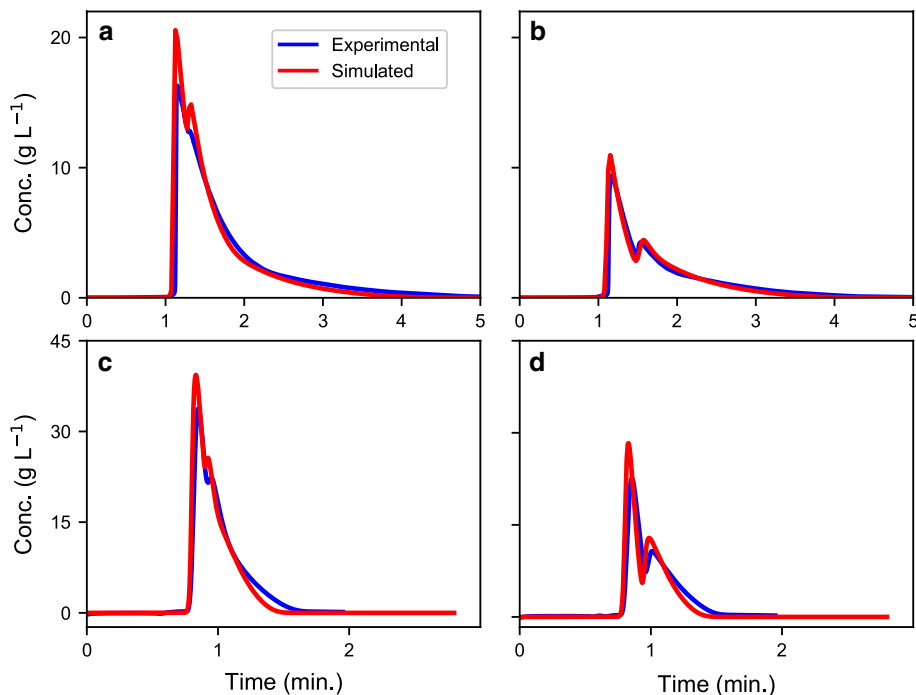 a
b
Experimental
Simulated
Conc. (g L⁻¹)
20
10
0
0 1 2 3 4 5
0 1 2 3 4 5
c
d
Conc. (g L⁻¹)
45
30
15
0
0 1 2
0 1 2
Time (min.)
Time (min.)